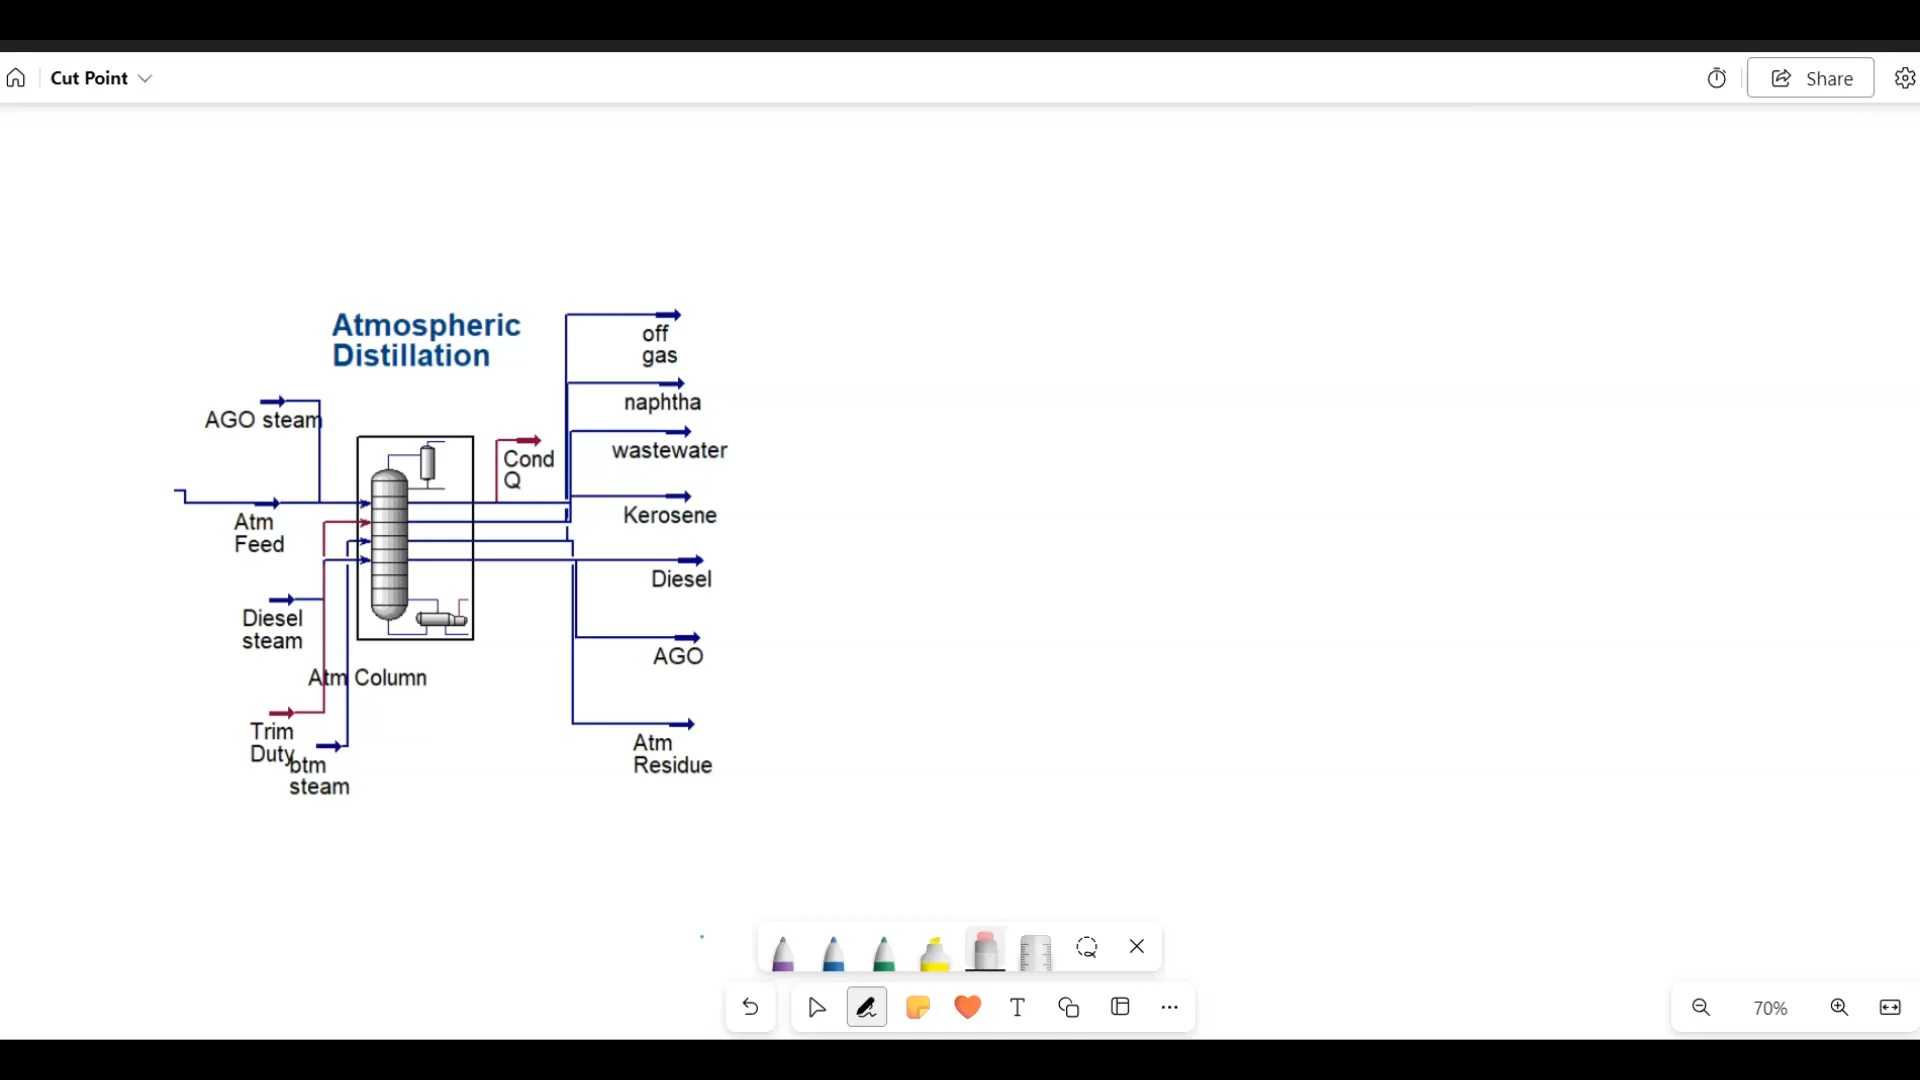 Cut Point
Share
Atmospheric
Distillation
off
gas
naphtha
AGO steam
wastewater
Cond
Q
Kerosene
Atm
Feed
Diesel
Diesel
steam
AGO
Atm Column
Trim
Duty
btm
steam
Atm
Residue
70%